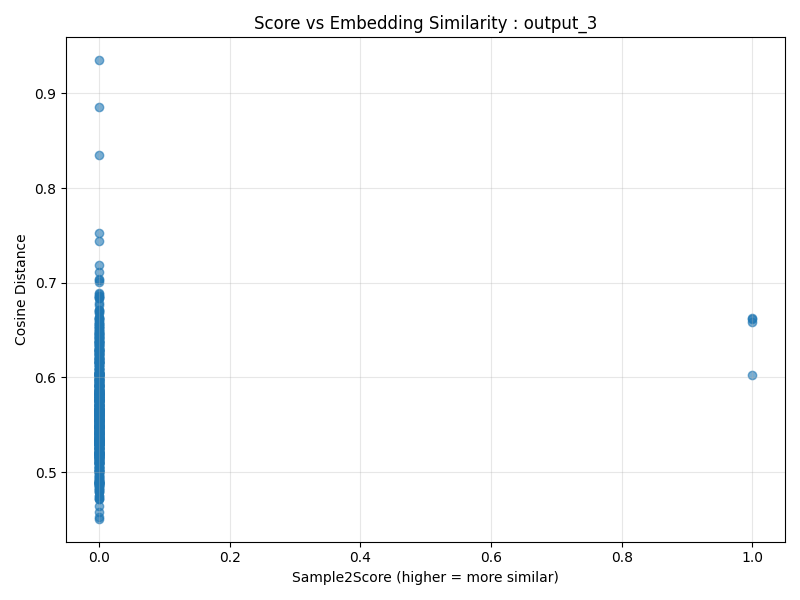 Score vs Embedding Similarity : output_3
Cosine Distance
0.9
0.8
0.7
0.6
0.5
0.0 0.2 0.4 0.6 0.8 1.0
Sample2Score (higher = more similar)